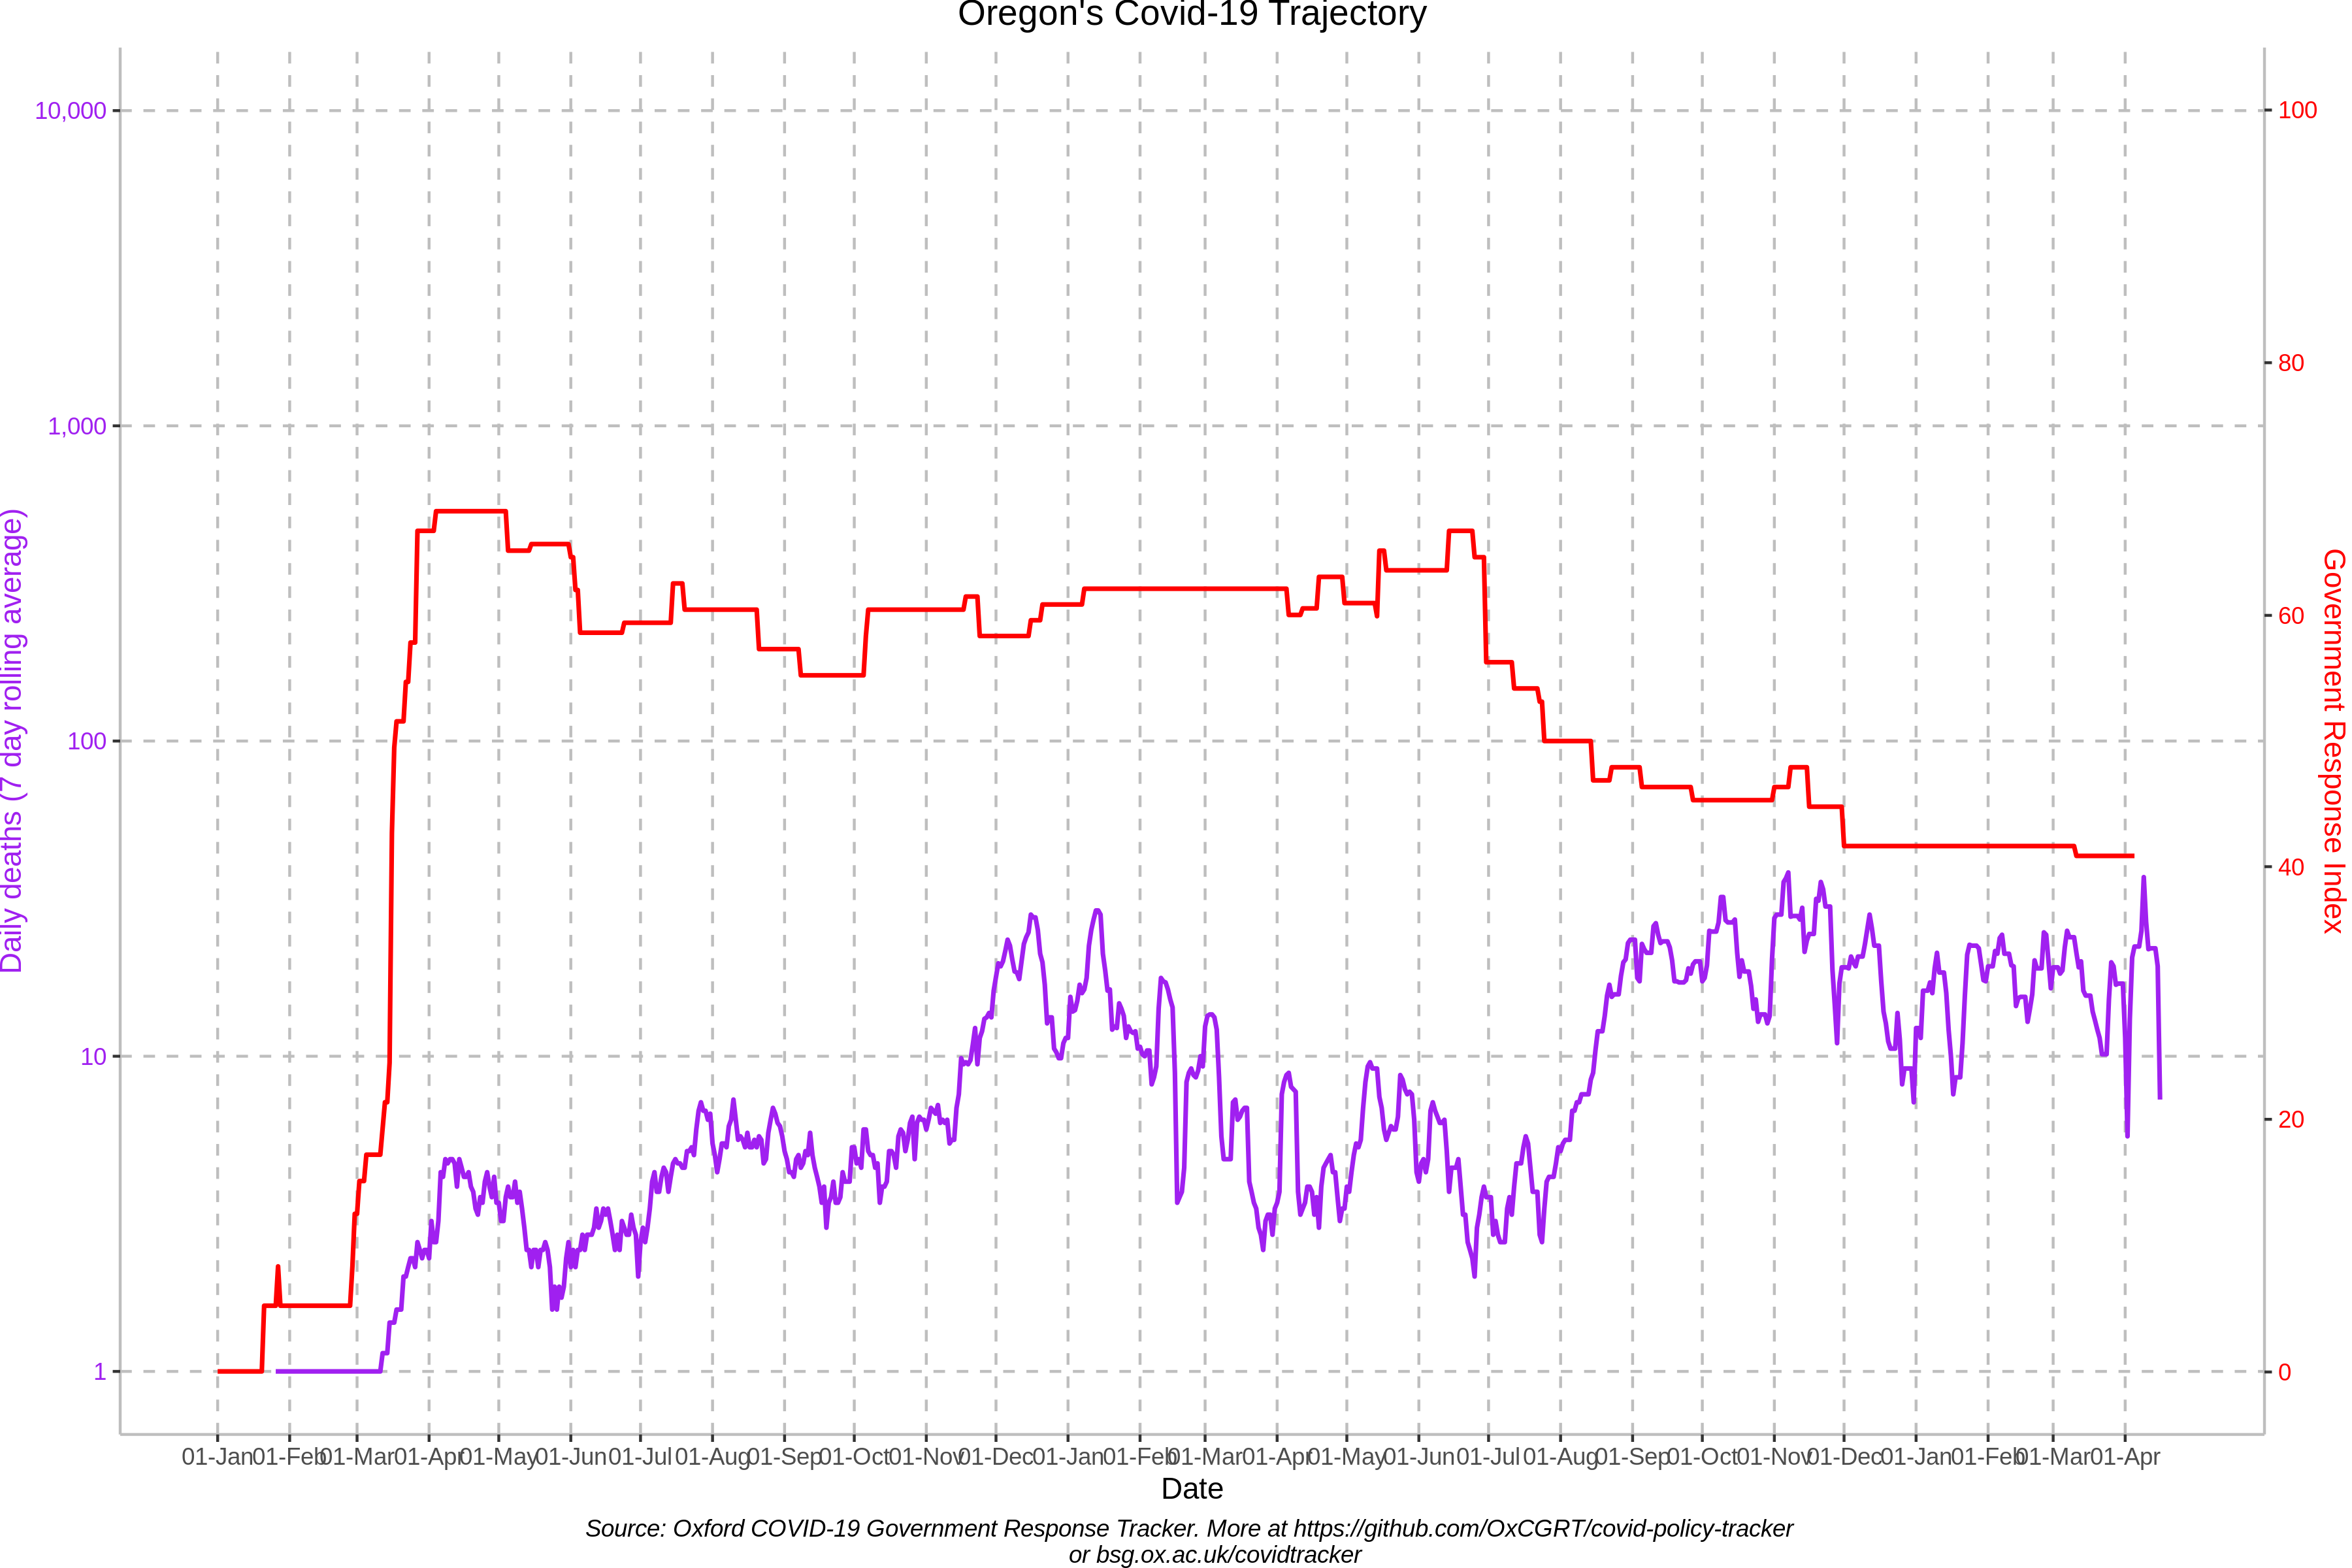 Oregon's Covid-19 Trajectory
10,000
1,000
100
10
1
Daily deaths (7 day rolling average)
100
80
60
40
20
0
Government Response Index
01-Jan 01-Feb 01-Mar 01-Apr 01-May 01-Jun 01-Jul 01-Aug 01-Sep 01-Oct 01-Nov 01-Dec 01-Jan 01-Feb 01-Mar 01-Apr 01-May 01-Jun 01-Jul 01-Aug 01-Sep 01-Oct 01-Nov 01-Dec 01-Jan 01-Feb 01-Mar 01-Apr
Date
Source: Oxford COVID-19 Government Response Tracker. More at https://github.com/OxCGRT/covid-policy-tracker
or bsg.ox.ac.uk/covidtracker